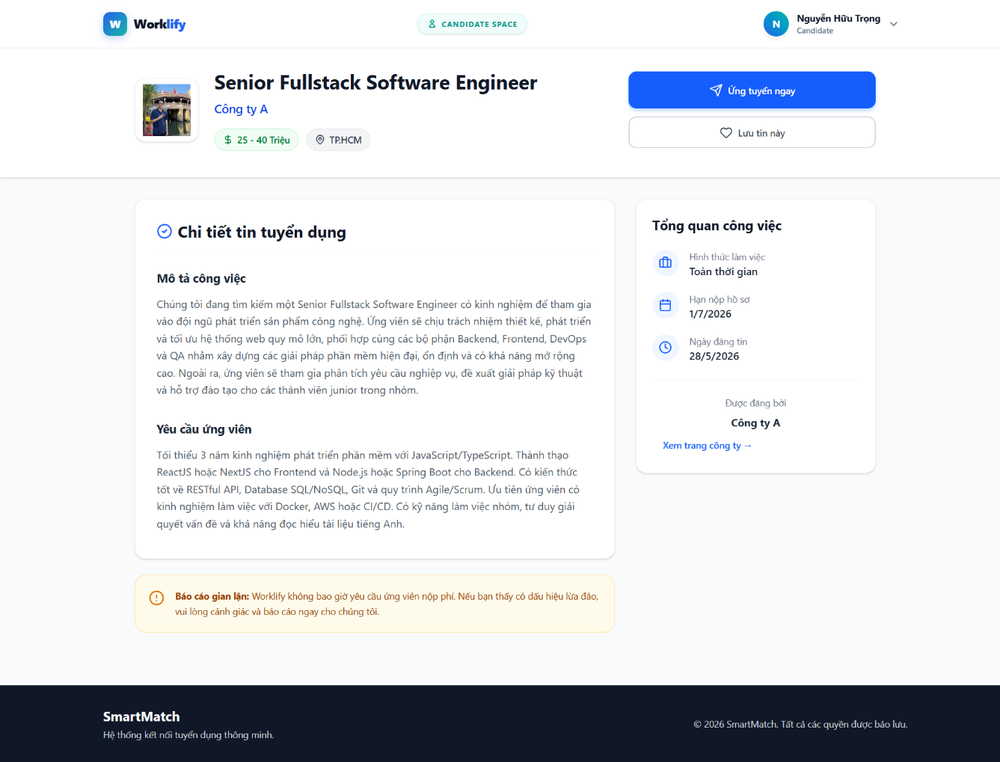 W Worklify
CANDIDATE SPACE
N Nguyễn Hữu Trọng
Candidate
Senior Fullstack Software Engineer
Công ty A
$ 25 - 40 Triệu
TP.HCM
Ứng tuyển ngay
Lưu tin này
Chi tiết tin tuyển dụng
Mô tả công việc
Chúng tôi đang tìm kiếm một Senior Fullstack Software Engineer có kinh nghiệm để tham gia
vào đội ngũ phát triển sản phẩm công nghệ. Ứng viên sẽ chịu trách nhiệm thiết kế, phát triển
và tối ưu hệ thống web quy mô lớn, phối hợp cùng các bộ phận Backend, Frontend, DevOps
và QA nhằm xây dựng các giải pháp phần mềm hiện đại, ổn định và có khả năng mở rộng
cao. Ngoài ra, ứng viên sẽ tham gia phân tích yêu cầu nghiệp vụ, đề xuất giải pháp kỹ thuật
và hỗ trợ đào tạo cho các thành viên junior trong nhóm.
Yêu cầu ứng viên
Tối thiểu 3 năm kinh nghiệm phát triển phần mềm với JavaScript/TypeScript. Thành thạo
ReactJS hoặc NextJS cho Frontend và Node.js hoặc Spring Boot cho Backend. Có kiến thức
tốt về RESTful API, Database SQL/NoSQL, Git và quy trình Agile/Scrum. Ưu tiên ứng viên có
kinh nghiệm làm việc với Docker, AWS hoặc CI/CD. Có kỹ năng làm việc nhóm, tư duy giải
quyết vấn đề và khả năng đọc hiểu tài liệu tiếng Anh.
Báo cáo gian lận: Worklify không bao giờ yêu cầu ứng viên nộp phí. Nếu bạn thấy có dấu hiệu lừa đảo,
vui lòng cảnh giác và báo cáo ngay cho chúng tôi.
Tổng quan công việc
Hình thức làm việc
Toàn thời gian
Hạn nộp hồ sơ
1/7/2026
Ngày đăng tin
28/5/2026
Được đăng bởi
Công ty A
Xem trang công ty →
SmartMatch
Hệ thống kết nối tuyển dụng thông minh.
© 2026 SmartMatch. Tất cả các quyền được bảo lưu.